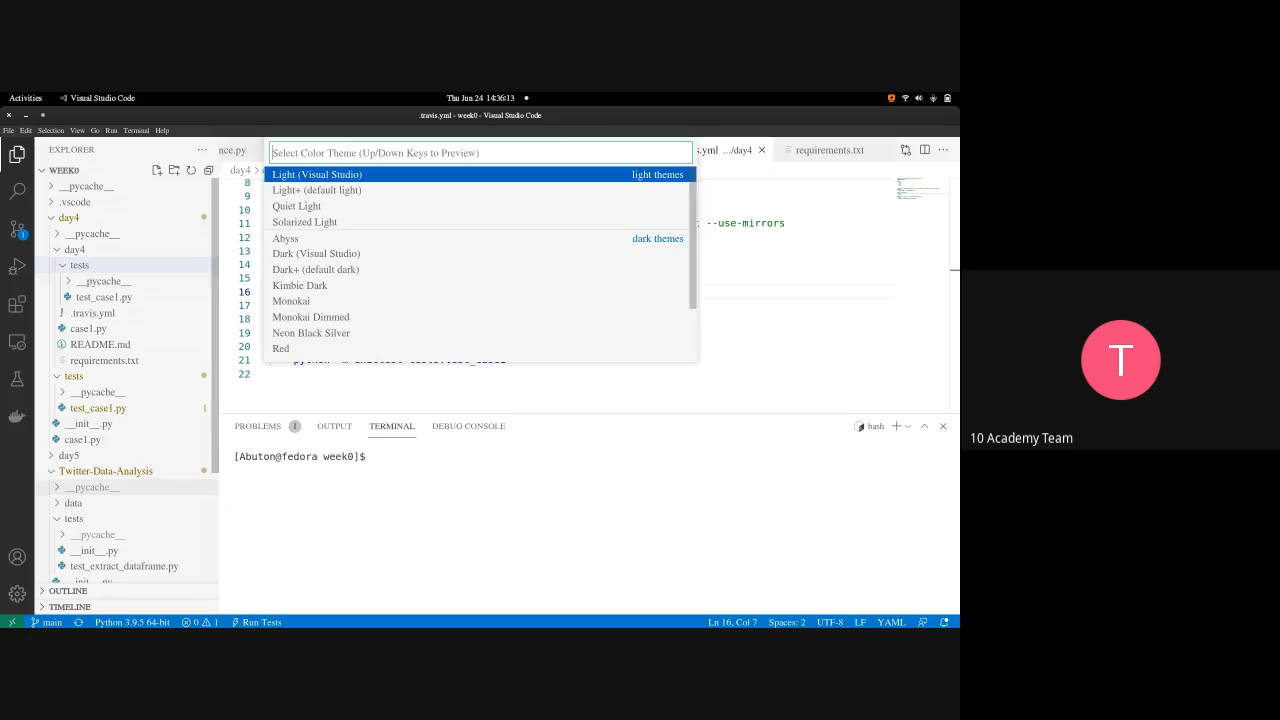 Activities
Visual Studio Code
Thu Jun 24 14:36:13
.travis.yml - week0 - Visual Studio Code
File Edit Selection View Go Run Terminal Help
EXPLORER
nce.py
s.yml .../day4
requirements.txt
Select Color Theme (Up/Down Keys to Preview)
Light (Visual Studio) light themes
Light+ (default light)
Quiet Light
Solarized Light
Abyss dark themes
Dark (Visual Studio)
Dark+ (default dark)
Kimbie Dark
Monokai
Monokai Dimmed
Neon Black Silver
Red
WEEK0
__pycache__
.vscode
day4
__pycache__
day4
tests
__pycache__
test_case1.py
.travis.yml
case1.py
README.md
requirements.txt
tests
__pycache__
test_case1.py
__init__.py
case1.py
day5
Twitter-Data-Analysis
__pycache__
data
tests
__pycache__
__init__.py
test_extract_dataframe.py
__init__.py
OUTLINE
TIMELINE
day4
8
9
10
11
--use-mirrors
12
13
14
15
16
17
18
19
20
21
22
PROBLEMS 1 OUTPUT TERMINAL DEBUG CONSOLE
bash
[Abuton@fedora week0]$
main
Python 3.9.5 64-bit
0 1
Run Tests
Ln 16, Col 7
Spaces: 2
UTF-8
LF
YAML
T
10 Academy Team